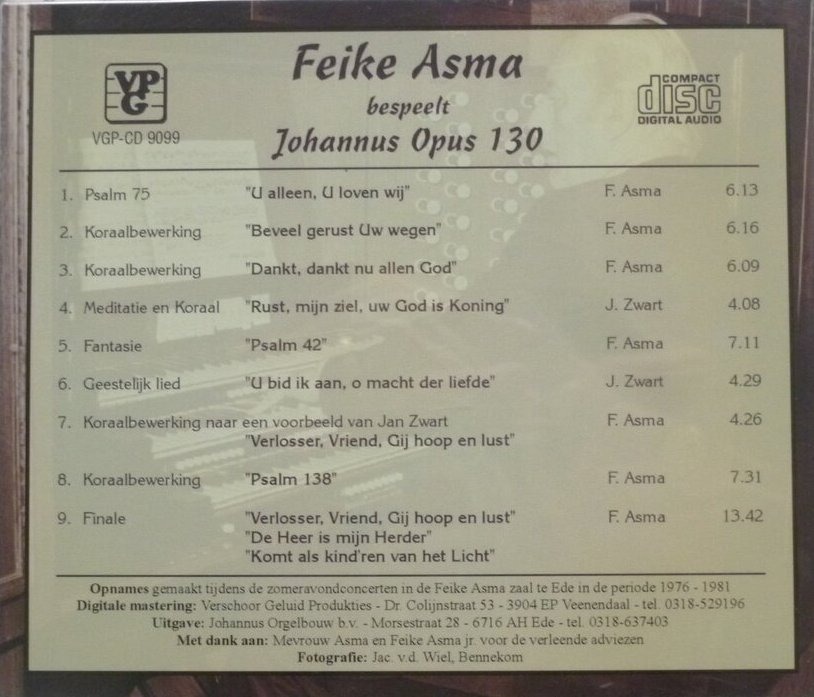 Feike Asma
VPG
VGP-CD 9099
bespeelt
Johannus Opus 130
COMPACT
disc
DIGITAL AUDIO
1. Psalm 75 "U alleen, U loven wij" F. Asma 6.13
2. Koraalbewerking "Beveel gerust Uw wegen" F. Asma 6.16
3. Koraalbewerking "Dankt, dankt nu allen God" F. Asma 6.09
4. Meditatie en Koraal "Rust, mijn ziel, uw God is Koning" J. Zwart 4.08
5. Fantasie "Psalm 42" F. Asma 7.11
6. Geestelijk lied "U bid ik aan, o macht der liefde" J. Zwart 4.29
7. Koraalbewerking naar een voorbeeld van Jan Zwart F. Asma 4.26
"Verlosser, Vriend, Gij hoop en lust"
8. Koraalbewerking "Psalm 138" F. Asma 7.31
9. Finale "Verlosser, Vriend, Gij hoop en lust" F. Asma 13.42
"De Heer is mijn Herder"
"Komt als kind'ren van het Licht"
Opnames gemaakt tijdens de zomeravondconcerten in de Feike Asma zaal te Ede in de periode 1976 - 1981
Digitale mastering: Verschoor Geluid Produkties - Dr. Colijnstraat 53 - 3904 EP Veenendaal - tel. 0318-529196
Uitgave: Johannus Orgelbouw b.v. - Morsestraat 28 - 6716 AH Ede - tel. 0318-637403
Met dank aan: Mevrouw Asma en Feike Asma jr. voor de verleende adviezen
Fotografie: Jac. v.d. Wiel, Bennekom